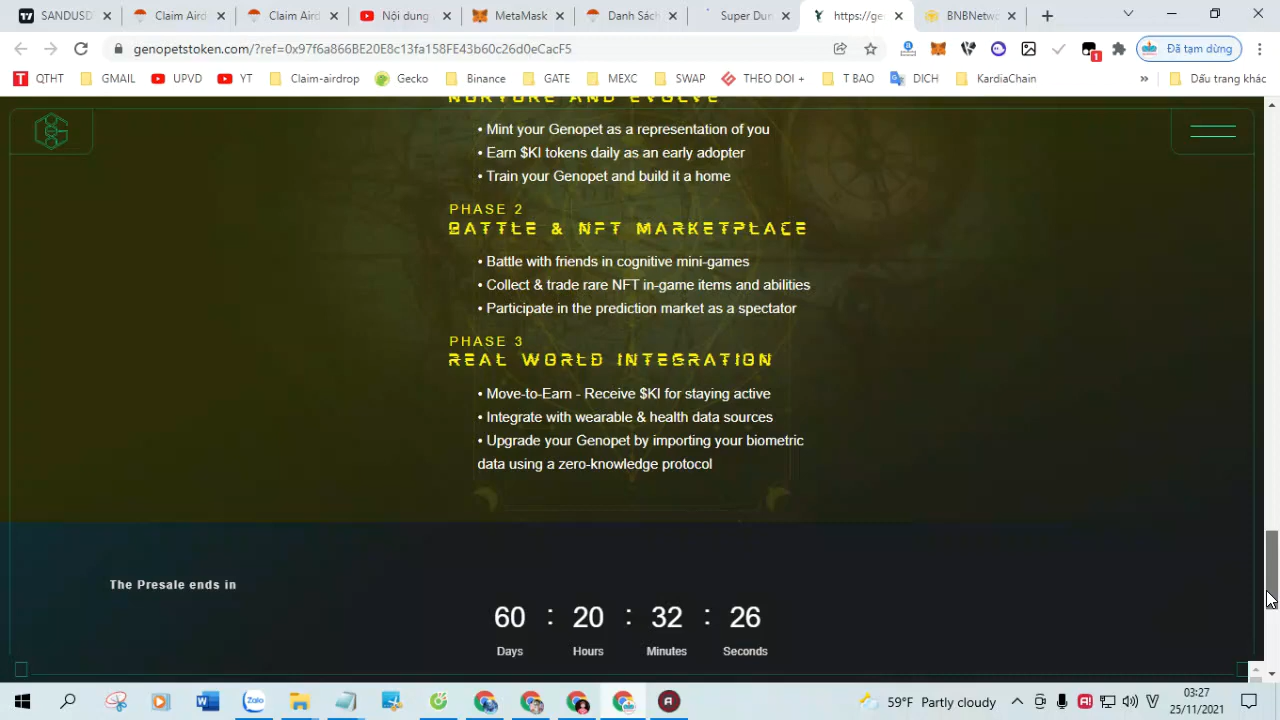 SANDUSD
Claim Aird
Claim Aird
Nội dung
MetaMask
Danh Sách
Super Dun
https://ge
BNBNetwo
genopetstoken.com/?ref=0x97f6a866BE20E8c13fa158FE43b60c26d0eCacF5
Đã tạm dừng
QTHT
GMAIL
UPVD
YT
Claim-airdrop
Gecko
Binance
GATE
MEXC
SWAP
THEO DOI +
T BAO
DICH
KardiaChain
»
Dấu trang khác
NURTURE AND EVOLVE
• Mint your Genopet as a representation of you
• Earn $KI tokens daily as an early adopter
• Train your Genopet and build it a home
PHASE 2
BATTLE & NFT MARKETPLACE
• Battle with friends in cognitive mini-games
• Collect & trade rare NFT in-game items and abilities
• Participate in the prediction market as a spectator
PHASE 3
REAL WORLD INTEGRATION
• Move-to-Earn - Receive $KI for staying active
• Integrate with wearable & health data sources
• Upgrade your Genopet by importing your biometric
data using a zero-knowledge protocol
The Presale ends in
60 : 20 : 32 : 26
Days Hours Minutes Seconds
Zalo
59°F Partly cloudy
03:27
25/11/2021